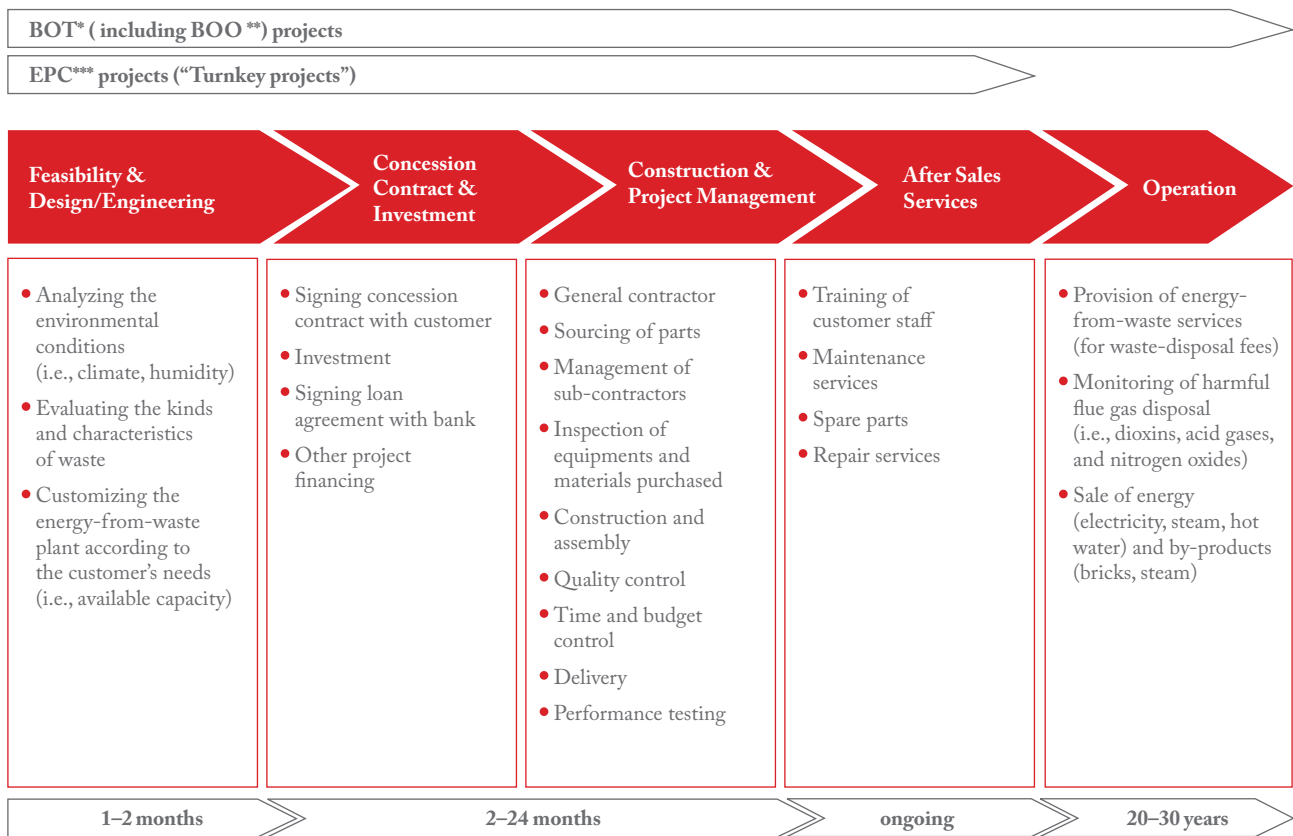 BOT* ( including BOO **) projects
EPC*** projects (“Turnkey projects”)
Feasibility &
Design/Engineering
Concession
Contract &
Investment
Construction &
Project Management
After Sales
Services
Operation
• Analyzing the
environmental
conditions
(i.e., climate, humidity)
• Evaluating the kinds
and characteristics
of waste
• Customizing the
energy-from-waste
plant according to
the customer’s needs
(i.e., available capacity)
• Signing concession
contract with customer
• Investment
• Signing loan
agreement with bank
• Other project
financing
• General contractor
• Sourcing of parts
• Management of
sub-contractors
• Inspection of
equipments and
materials purchased
• Construction and
assembly
• Quality control
• Time and budget
control
• Delivery
• Performance testing
• Training of
customer staff
• Maintenance
services
• Spare parts
• Repair services
• Provision of energy-
from-waste services
(for waste-disposal fees)
• Monitoring of harmful
flue gas disposal
(i.e., dioxins, acid gases,
and nitrogen oxides)
• Sale of energy
(electricity, steam, hot
water) and by-products
(bricks, steam)
1–2 months
2–24 months
ongoing
20–30 years